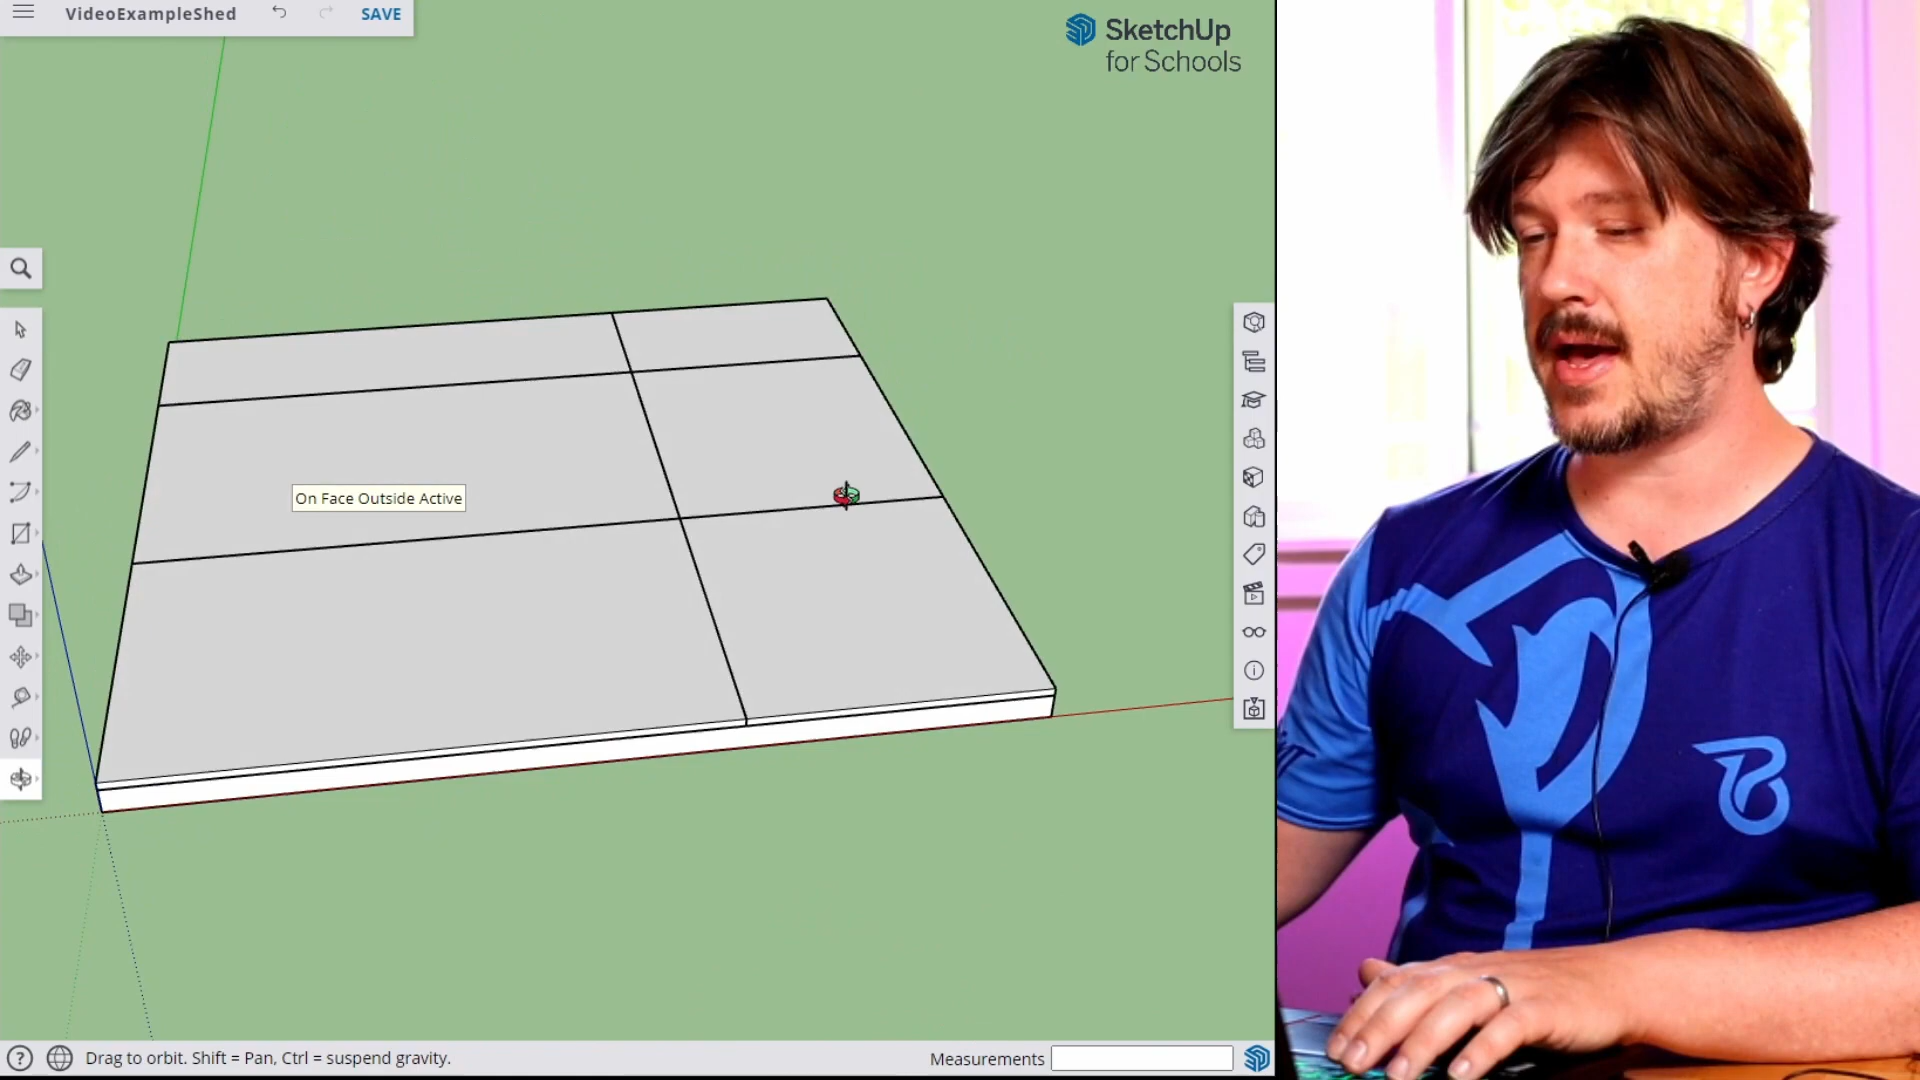 VideoExampleShed SAVE
SketchUp
for Schools
On Face Outside Active
Drag to orbit. Shift = Pan, Ctrl = suspend gravity.
Measurements